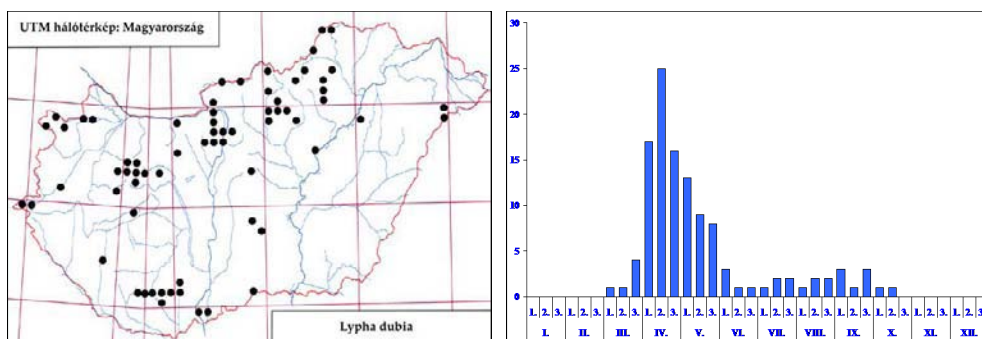 UTM hálótérkép: Magyarország
Lypha dubia
30
25
20
15
10
5
0
1. 2. 3. 1. 2. 3. 1. 2. 3. 1. 2. 3. 1. 2. 3. 1. 2. 3. 1. 2. 3. 1. 2. 3. 1. 2. 3. 1. 2. 3. 1. 2. 3. 1. 2. 3.
I. II. III. IV. V. VI. VII. VIII. IX. X. XI. XII.